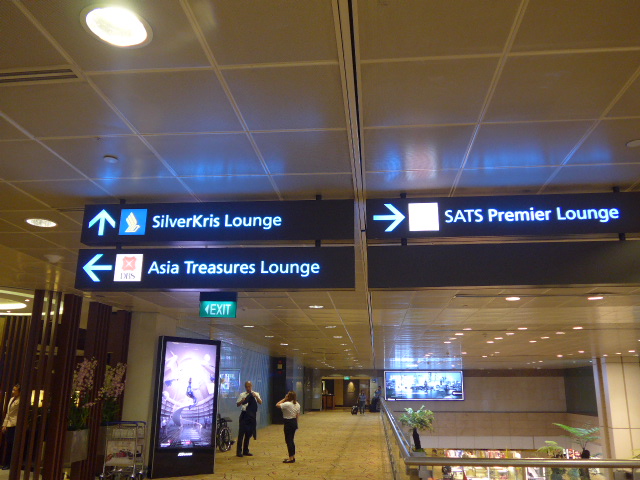 SilverKris Lounge
SATS Premier Lounge
DBS Asia Treasures Lounge
EXIT